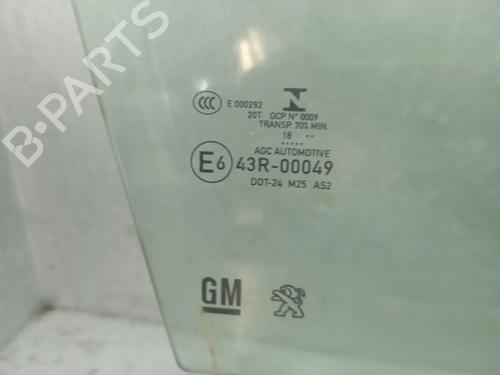 CCC E 000292 N
20T OCP N° 0009
TRANSP. 70% MIN.
18 ..
.....
AGC AUTOMOTIVE
E6 43R-00049
DOT-24 M25 AS2
GM
B-PARTS